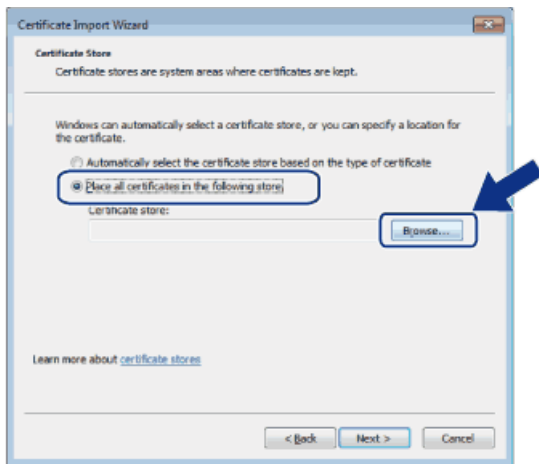 Certificate Import Wizard
Certificate Store
Certificate stores are system areas where certificates are kept.
Windows can automatically select a certificate store, or you can specify a location for
the certificate.
Automatically select the certificate store based on the type of certificate
Place all certificates in the following store
Certificate store:
Browse...
Learn more about certificate stores
< Back Next > Cancel